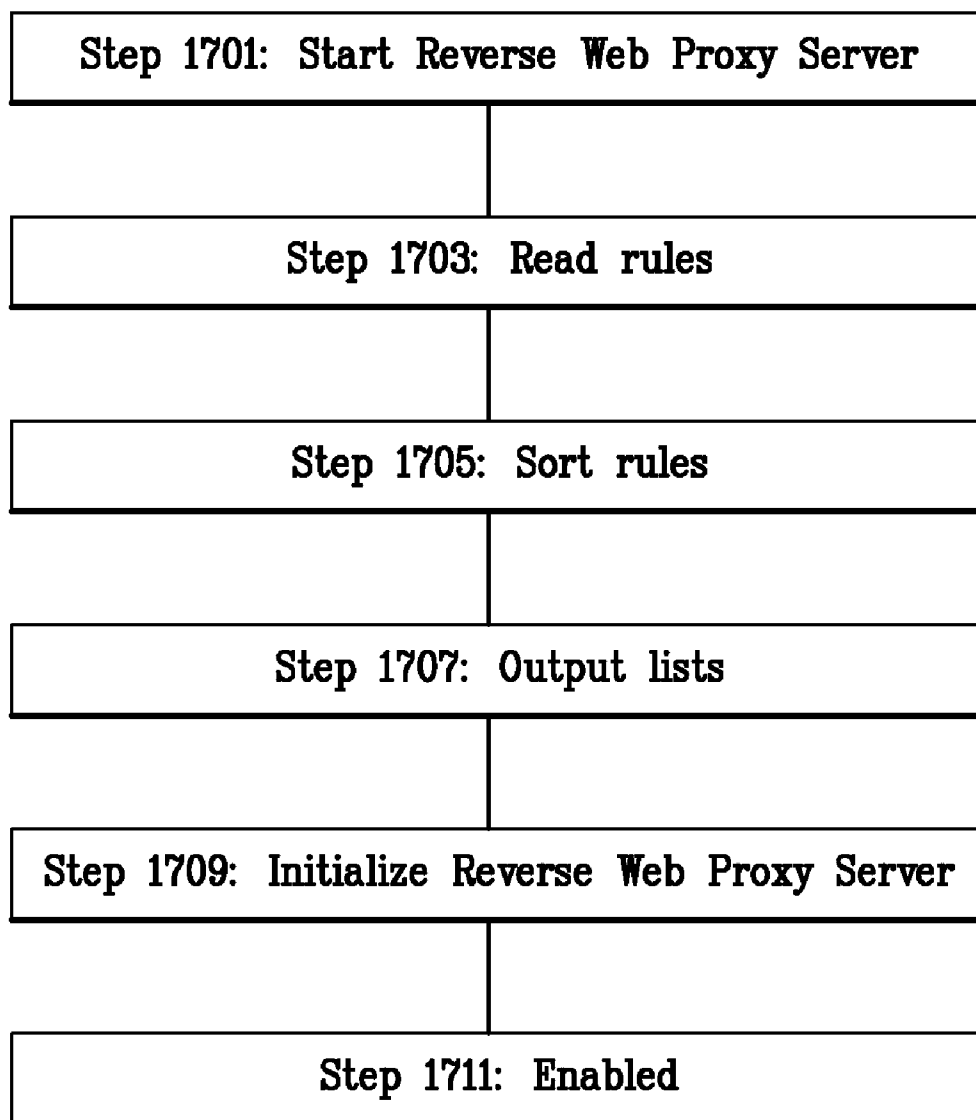 Step 1701: Start Reverse Web Proxy Server
Step 1703: Read rules
Step 1705: Sort rules
Step 1707: Output lists
Step 1709: Initialize Reverse Web Proxy Server
Step 1711: Enabled